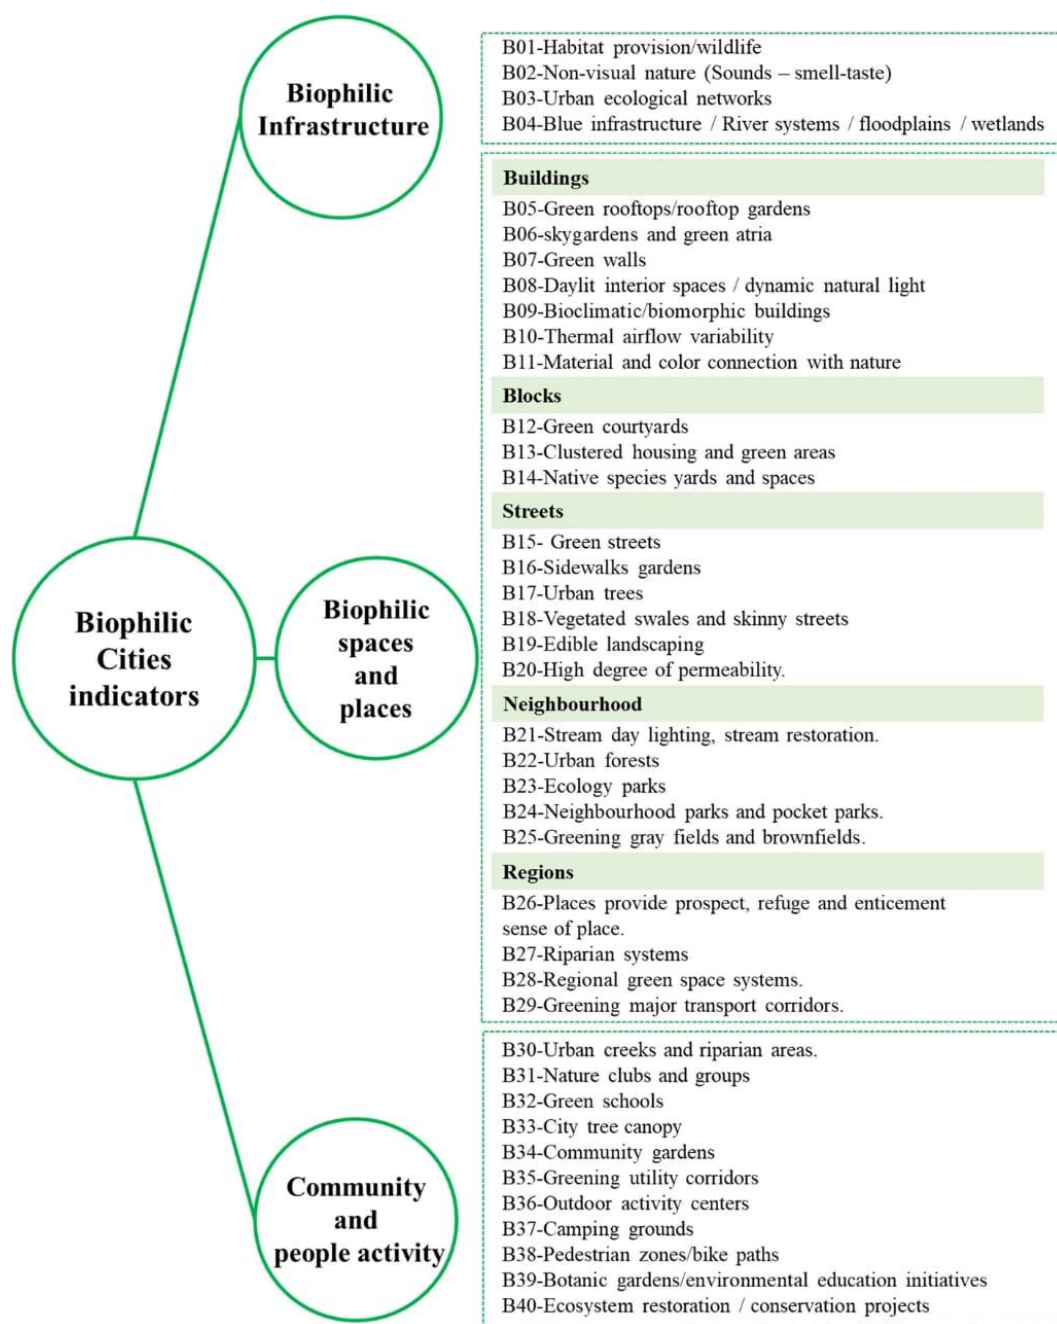 Biophilic
Infrastructure
B01-Habitat provision/wildlife
B02-Non-visual nature (Sounds – smell-taste)
B03-Urban ecological networks
B04-Blue infrastructure / River systems / floodplains / wetlands
Biophilic
Cities
indicators
Biophilic
spaces
and
places
Buildings
B05-Green rooftops/rooftop gardens
B06-skygardens and green atria
B07-Green walls
B08-Daylit interior spaces / dynamic natural light
B09-Bioclimatic/biomorphic buildings
B10-Thermal airflow variability
B11-Material and color connection with nature
Blocks
B12-Green courtyards
B13-Clustered housing and green areas
B14-Native species yards and spaces
Streets
B15- Green streets
B16-Sidewalks gardens
B17-Urban trees
B18-Vegetated swales and skinny streets
B19-Edible landscaping
B20-High degree of permeability.
Neighbourhood
B21-Stream day lighting, stream restoration.
B22-Urban forests
B23-Ecology parks
B24-Neighbourhood parks and pocket parks.
B25-Greening gray fields and brownfields.
Regions
B26-Places provide prospect, refuge and enticement
sense of place.
B27-Riparian systems
B28-Regional green space systems.
B29-Greening major transport corridors.
Community
and
people activity
B30-Urban creeks and riparian areas.
B31-Nature clubs and groups
B32-Green schools
B33-City tree canopy
B34-Community gardens
B35-Greening utility corridors
B36-Outdoor activity centers
B37-Camping grounds
B38-Pedestrian zones/bike paths
B39-Botanic gardens/environmental education initiatives
B40-Ecosystem restoration / conservation projects